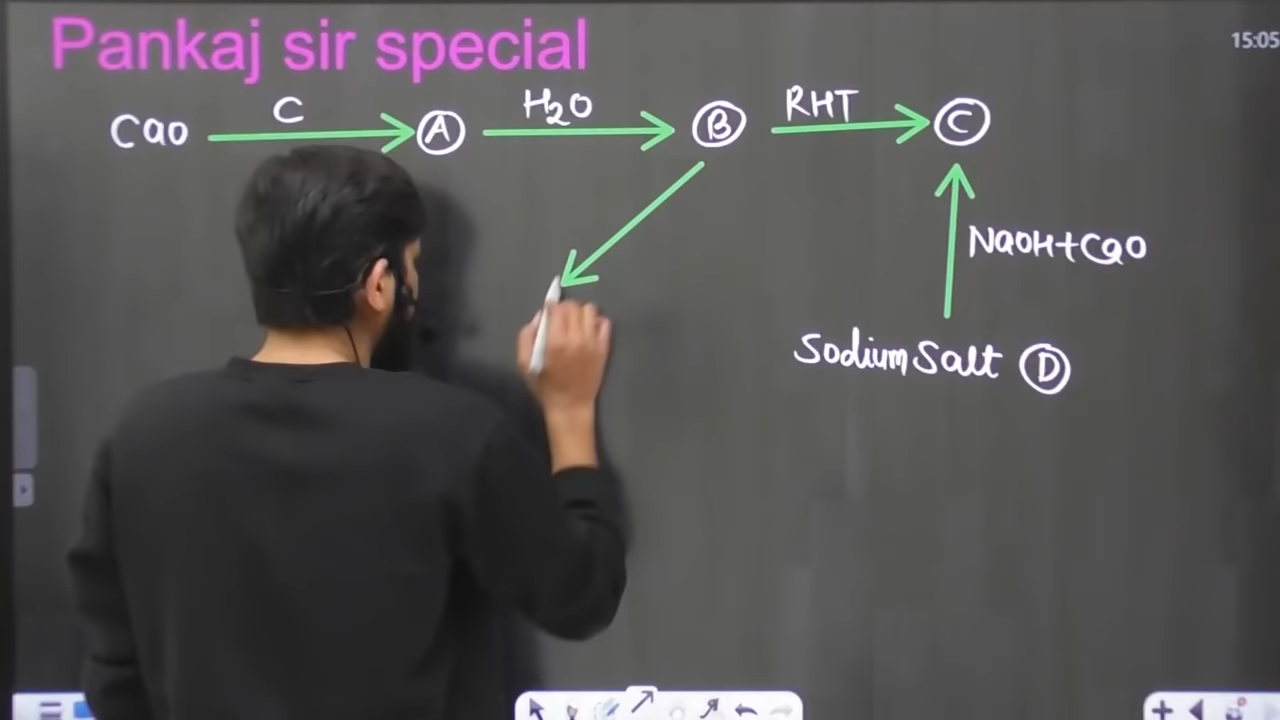 Pankaj sir special
15:05
CaO C A H2O B RHT C
NaOH+CaO
Sodium Salt D